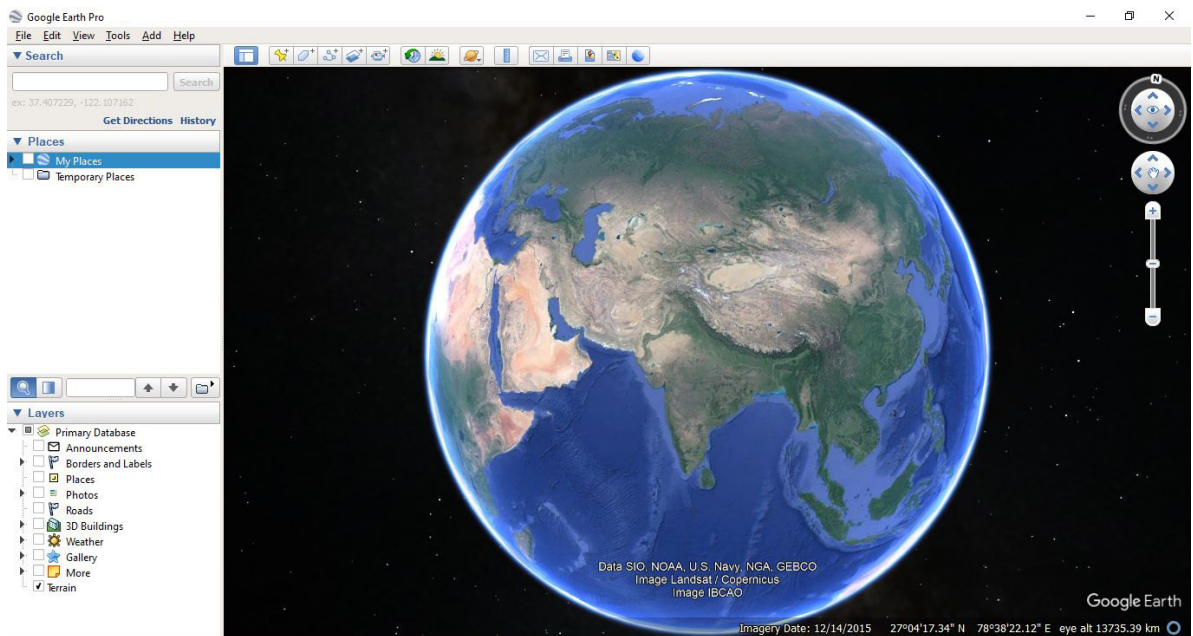 Google Earth Pro
File Edit View Tools Add Help
Search
Search
ex: 37.407229, -122.107162
Get Directions History
Places
My Places
Temporary Places
Layers
Primary Database
Announcements
Borders and Labels
Places
Photos
Roads
3D Buildings
Weather
Gallery
More
Terrain
N
Data SIO, NOAA, U.S. Navy, NGA, GEBCO
Image Landsat / Copernicus
Image IBCAO
Google Earth
Imagery Date: 12/14/2015 27°04'17.34" N 78°38'22.12" E eye alt 13735.39 km